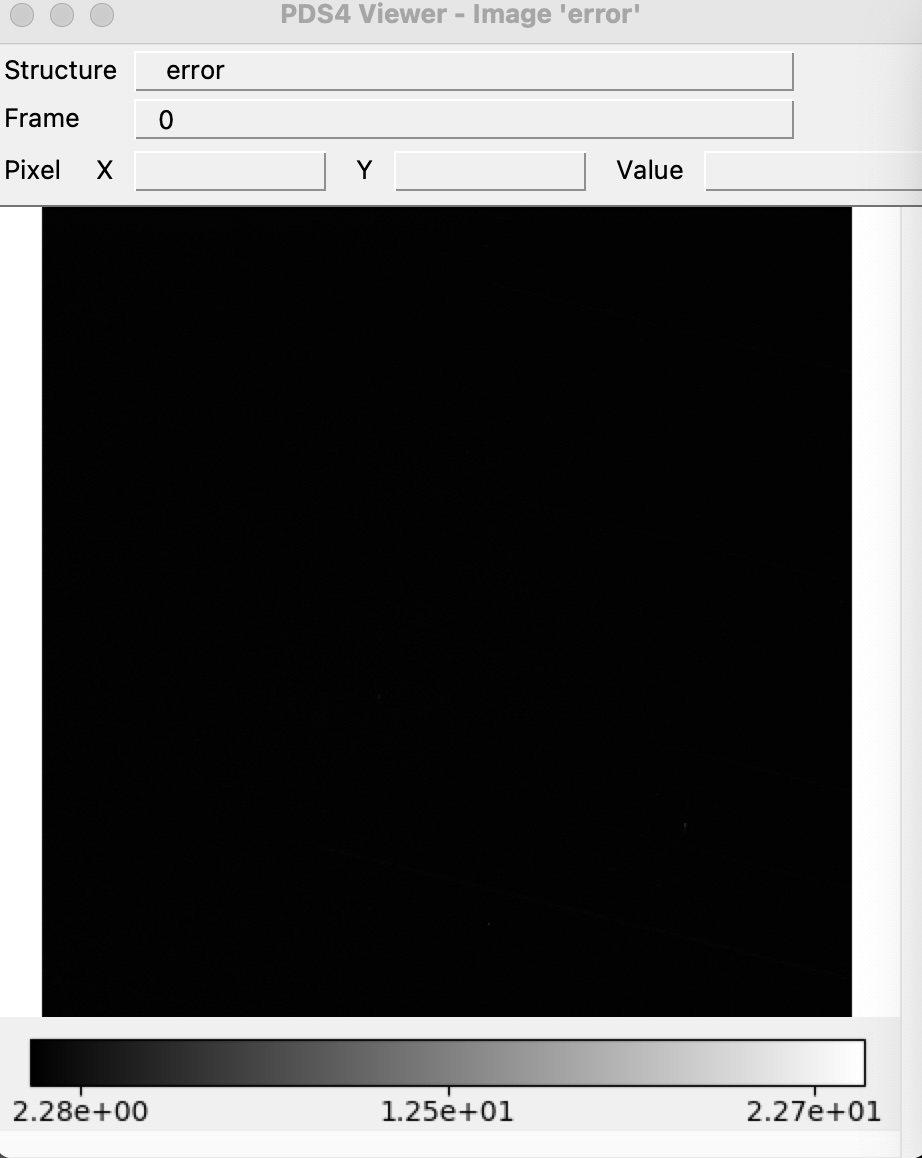 PDS4 Viewer - Image 'error'
Structure error
Frame 0
Pixel X Y Value
2.28e+00 1.25e+01 2.27e+01